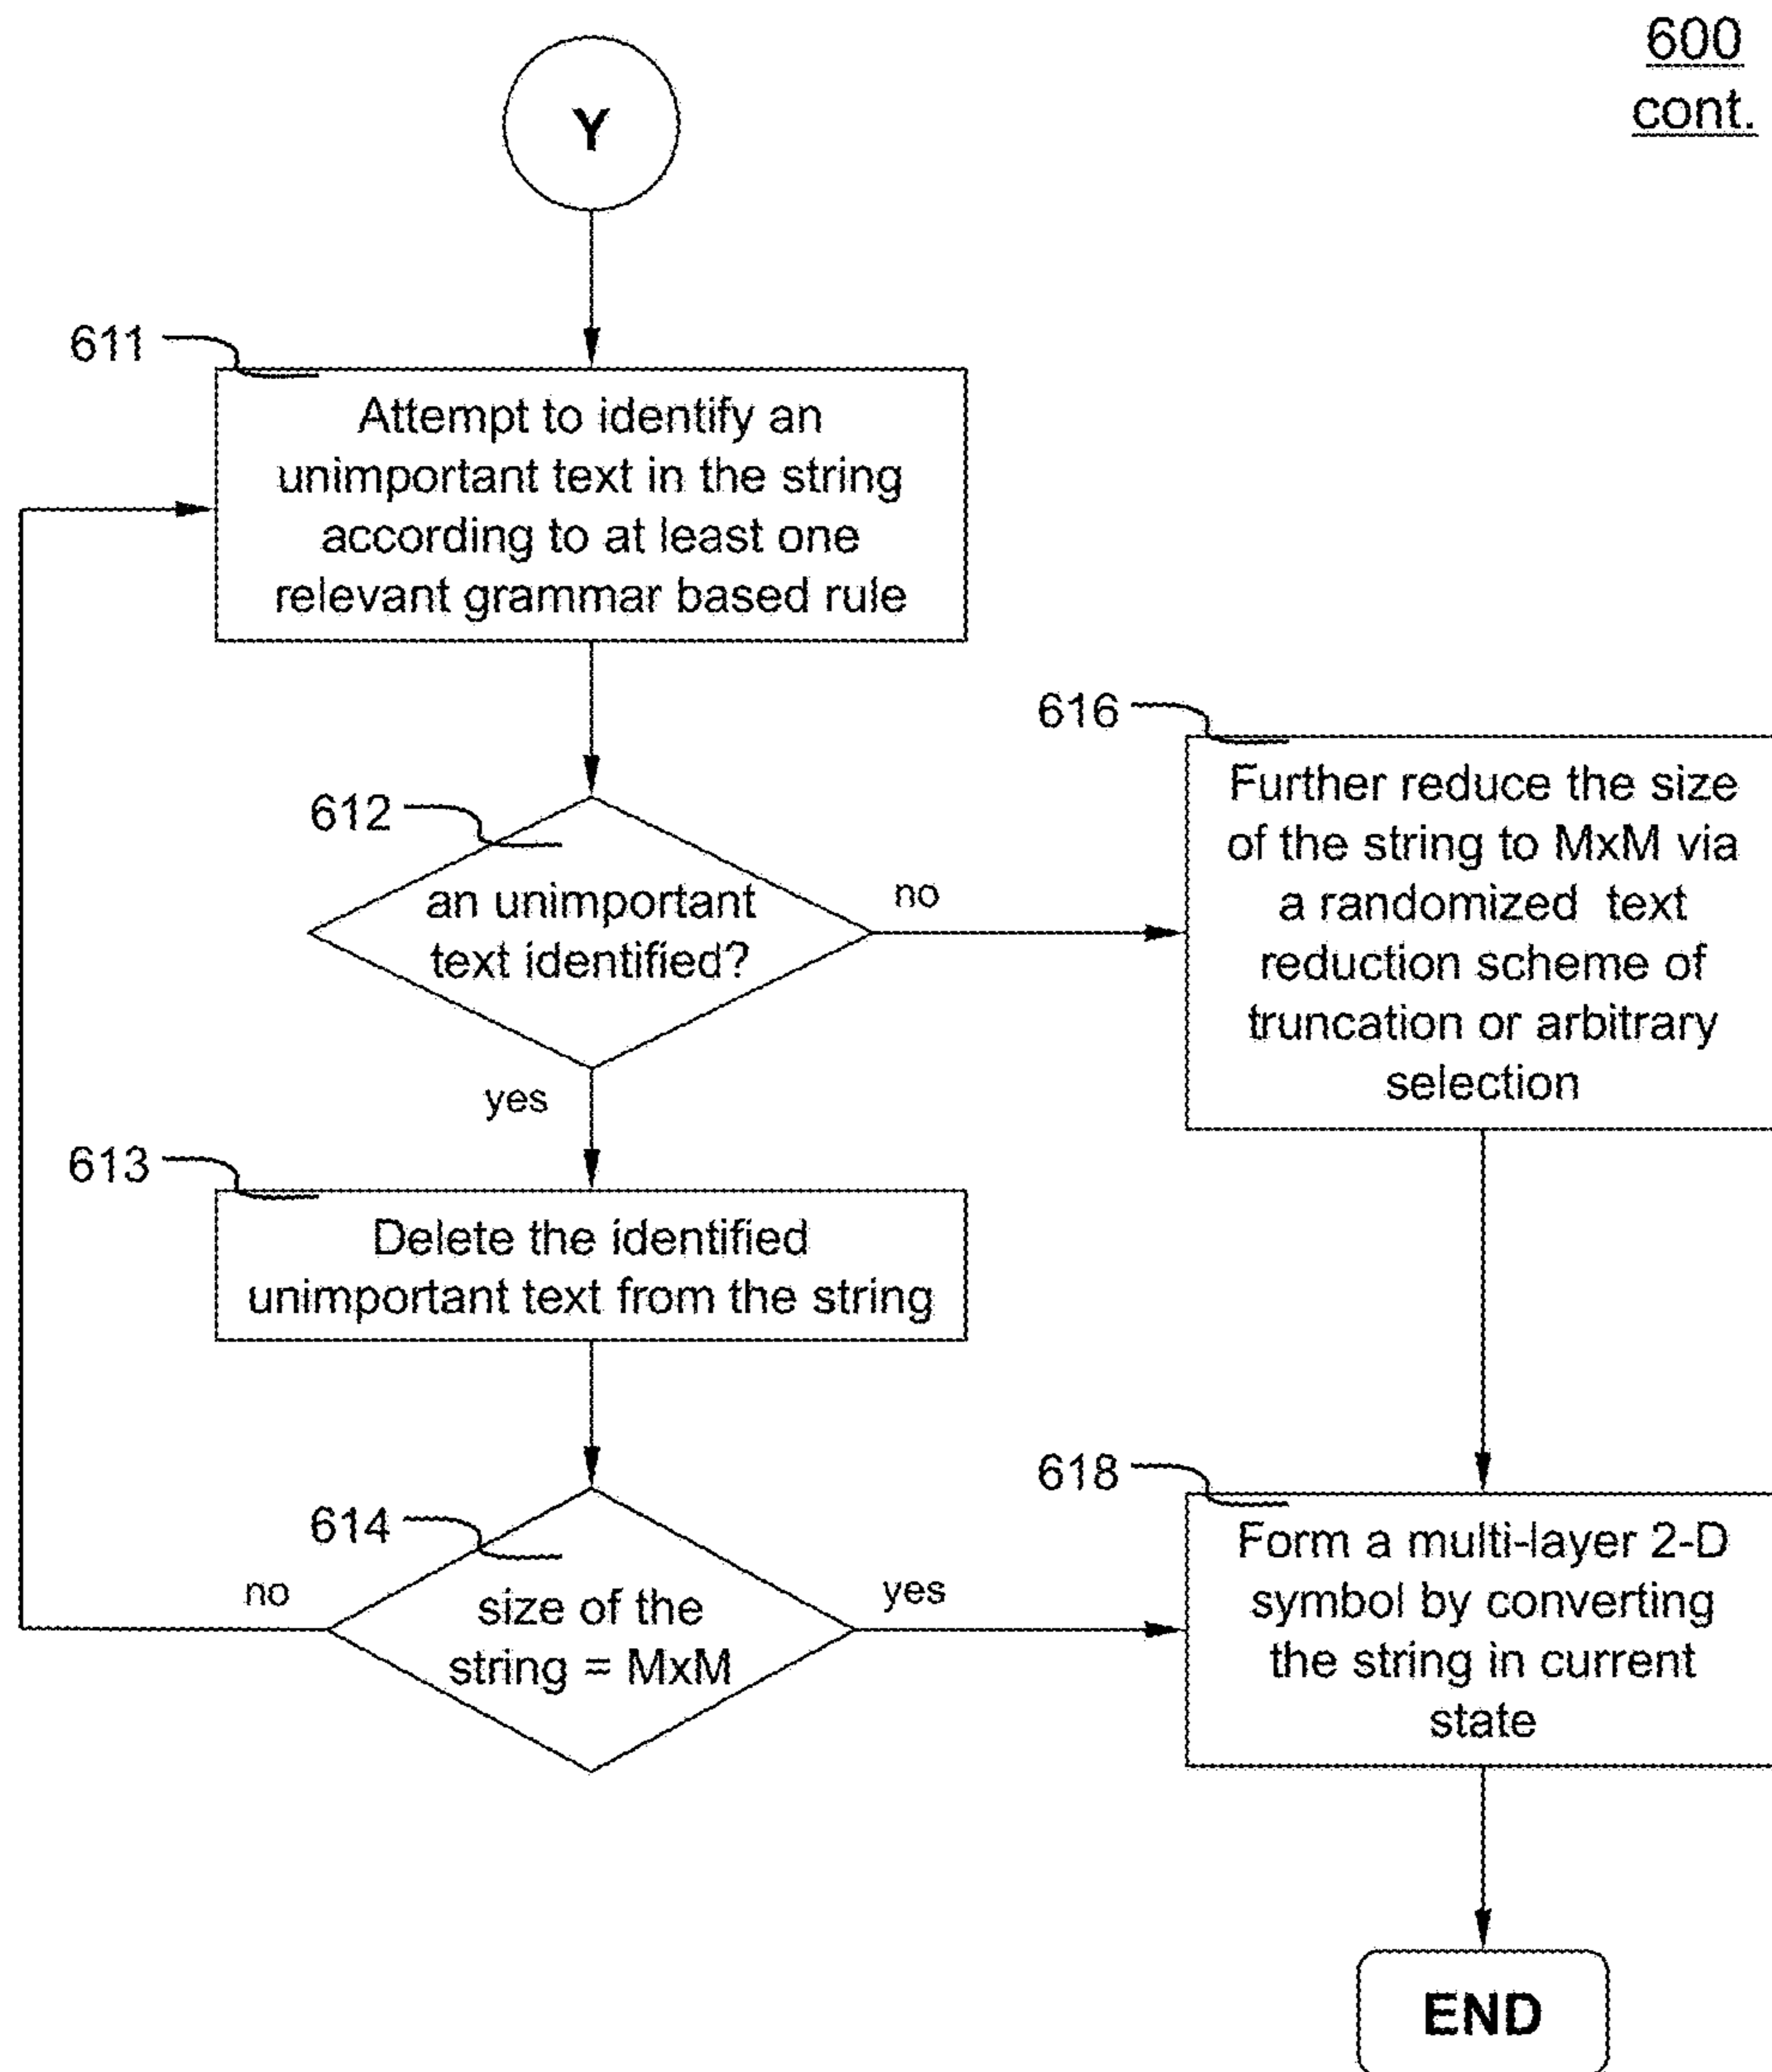 600
cont.
Y
611
Attempt to identify an
unimportant text in the string
according to at least one
relevant grammar based rule
612
an unimportant
text identified?
no
yes
616
Further reduce the size
of the string to MxM via
a randomized text
reduction scheme of
truncation or arbitrary
selection
613
Delete the identified
unimportant text from the string
614
size of the
string = MxM
no
yes
618
Form a multi-layer 2-D
symbol by converting
the string in current
state
END